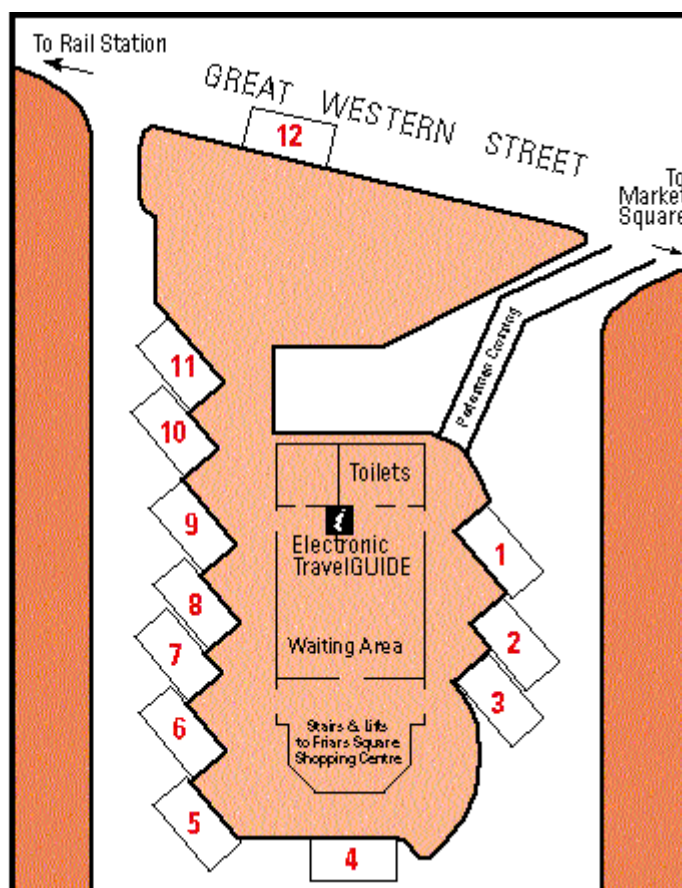 To Rail Station
GREAT WESTERN STREET
12
To
Market
Square
Pedestrian Crossing
11
10
Toilets
9
i
Electronic
TravelGUIDE
1
8
2
7
Waiting Area
3
6
Stairs & Lifts
to Friars Square
Shopping Centre
5
4